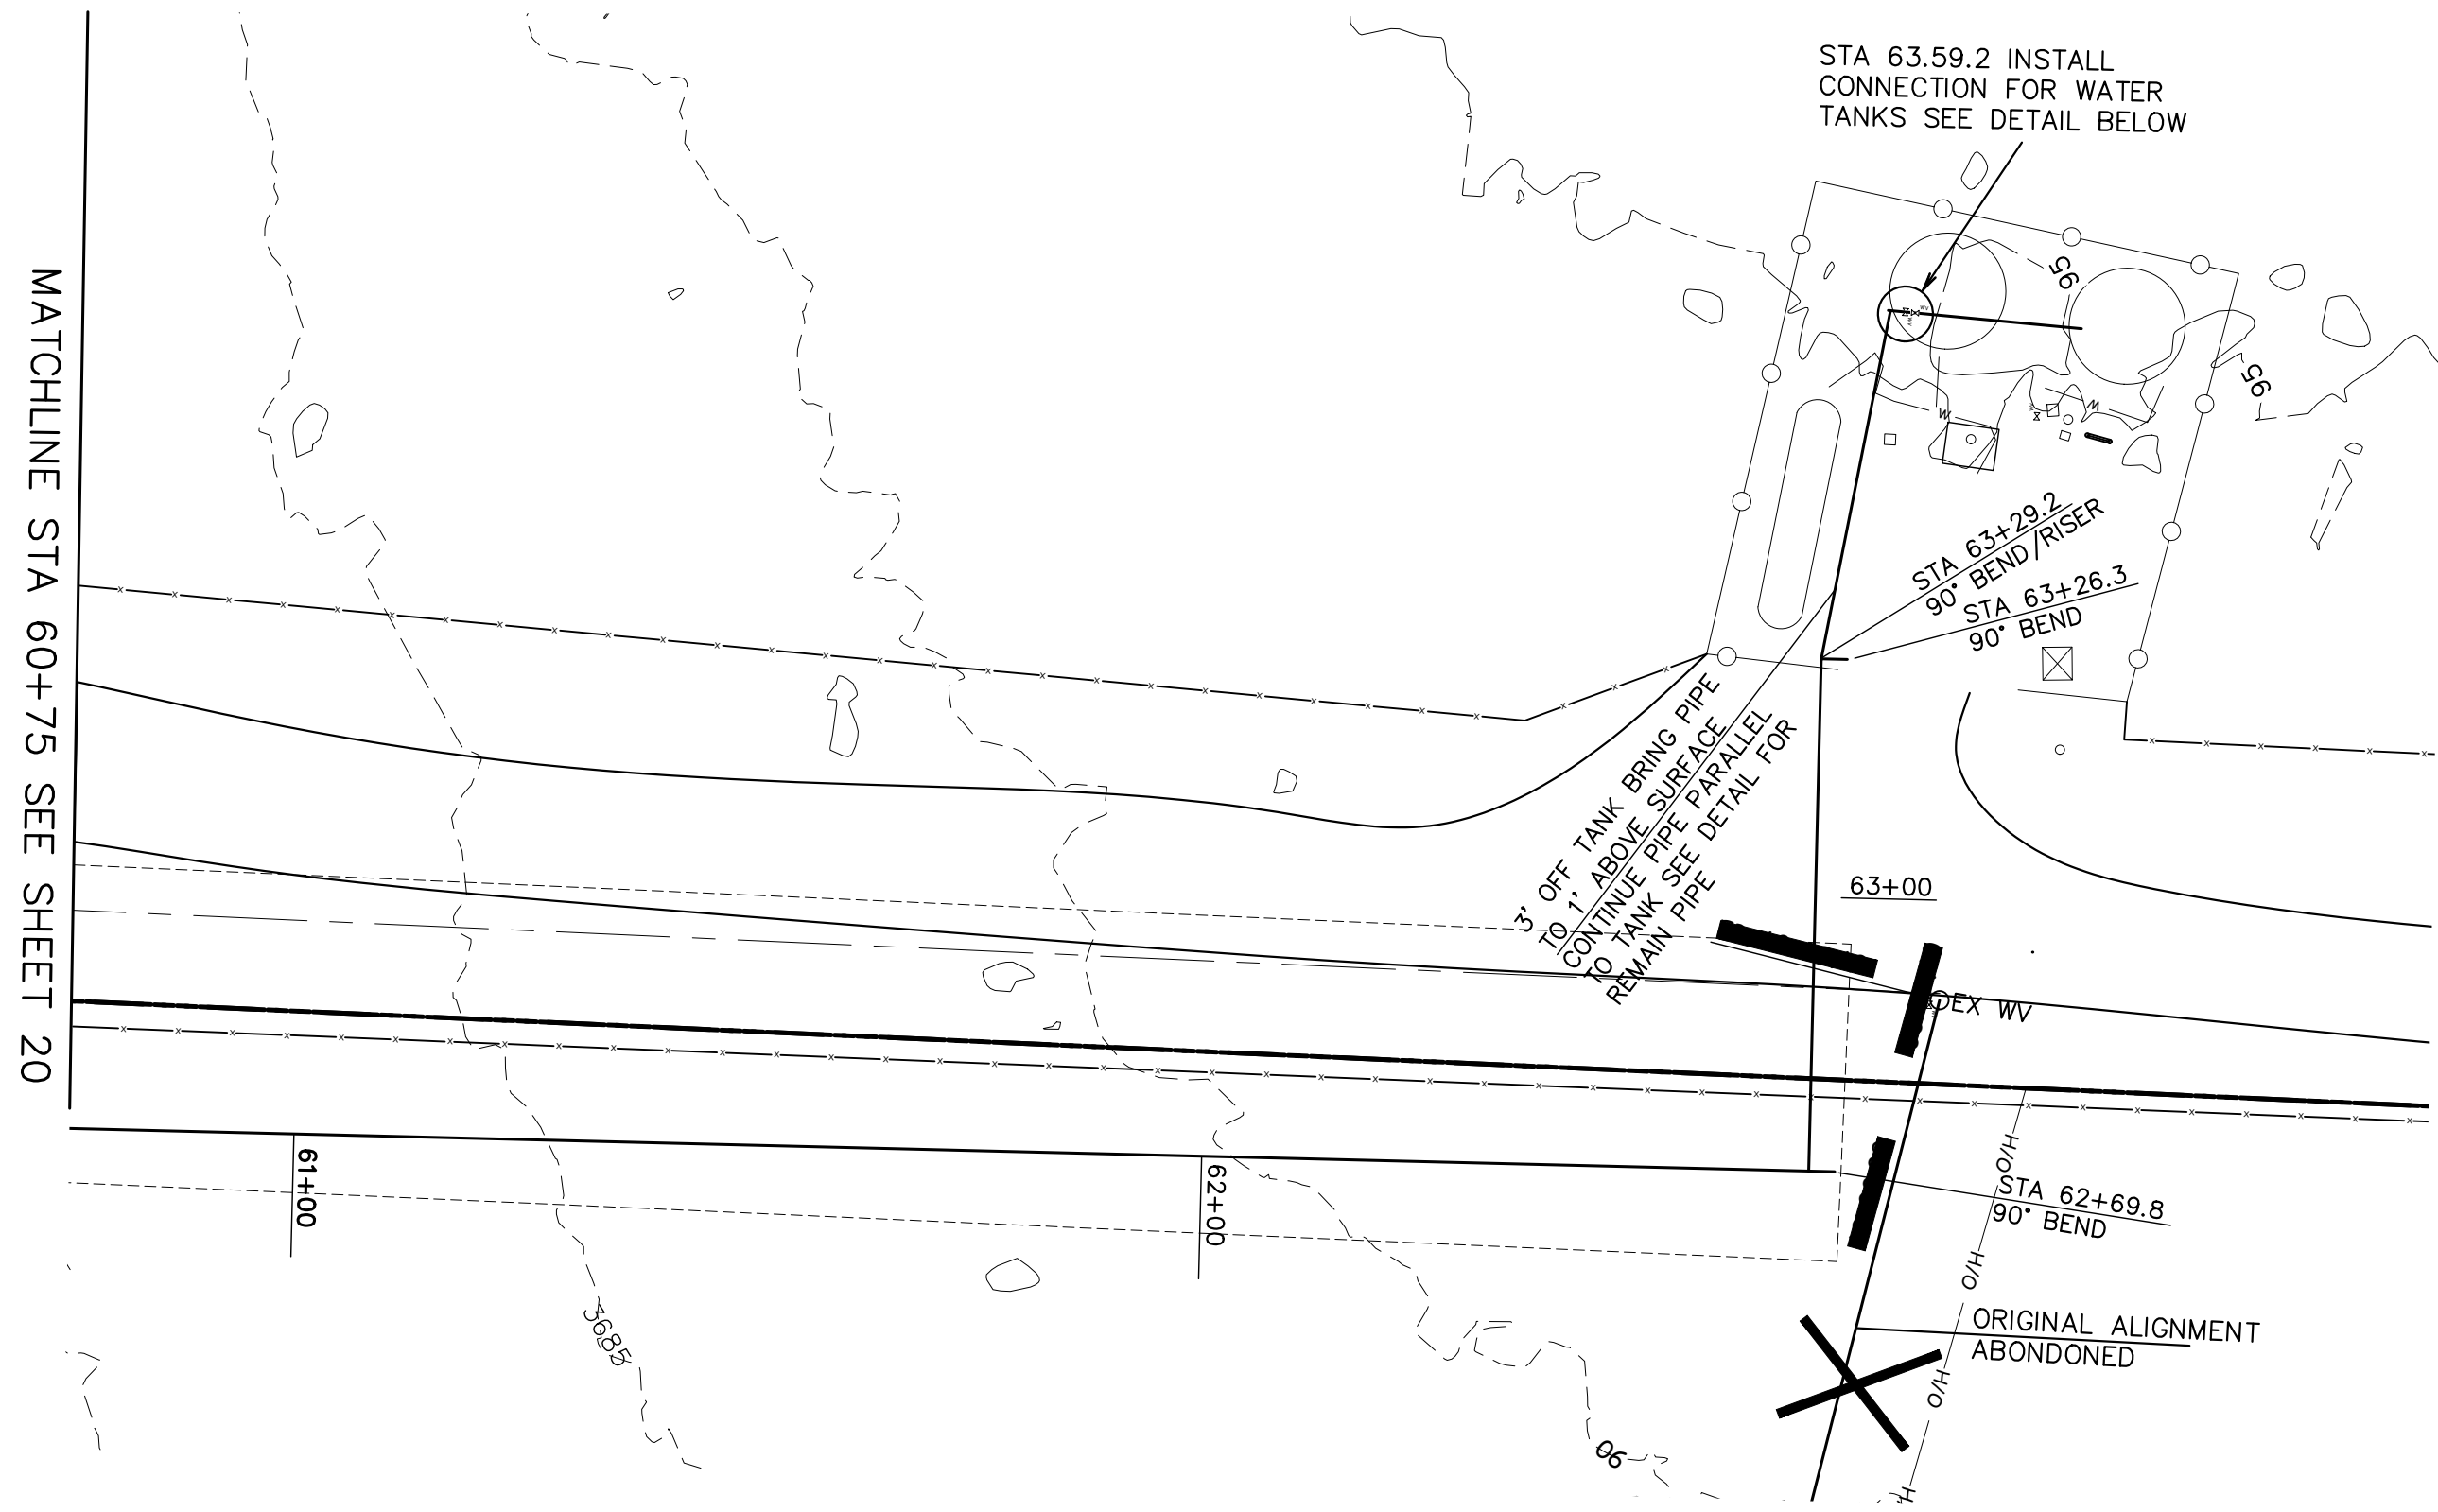 STA 63.59.2 INSTALL
CONNECTION FOR WATER
TANKS SEE DETAIL BELOW
95
95
WV
WV
W
W
STA 63+29.2
90° BEND/RISER
STA 63+26.3
90° BEND
3' OFF TANK BRING PIPE
TO 1', ABOVE SURFACE
CONTINUE PIPE PARALLEL
TO TANK SEE DETAIL FOR
REMAIN PIPE
63+00
EX WV
MATCHLINE STA 60+75 SEE SHEET 20
61+00
62+00
STA 62+69.8
90° BEND
H/O
H/O
H/O
H
ORIGINAL ALIGNMENT
ABONDONED
3685
90